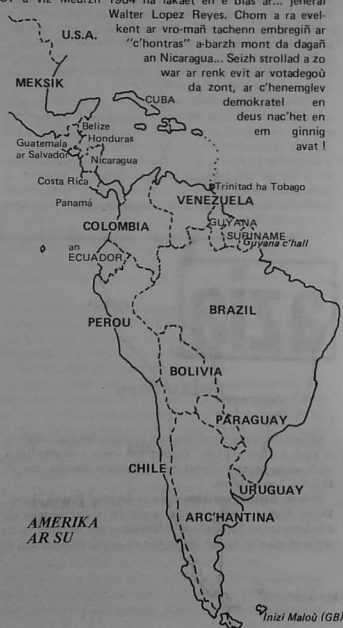 a viz Meurzh 1984 ha lakaet en e blas ar... jeneral
Walter Lopez Reyes. Chom a ra evel-
kent ar vro-mañ tachenn embregiñ ar
"c'hontras" a-barzh mont da dagañ
an Nicaragua... Seizh strollad a zo
war ar renk evit ar votadegoù
da zont, ar c'henemglev
demokratel en
deus nac'het en
em ginnig
avat !
U.S.A.
MEKSIK
CUBA
Belize
Honduras
Guatemala
ar Salvador
Nicaragua
Costa Rica
Panamá
Trinitad ha Tobago
VENEZUELA
GUYANA
SURINAME
Guyana c'hall
COLOMBIA
an
ECUADOR
PEROU
BRAZIL
BOLIVIA
PARAGUAY
CHILE
URUGUAY
ARC'HANTINA
AMERIKA
AR SU
Inizi Maloù (GB)